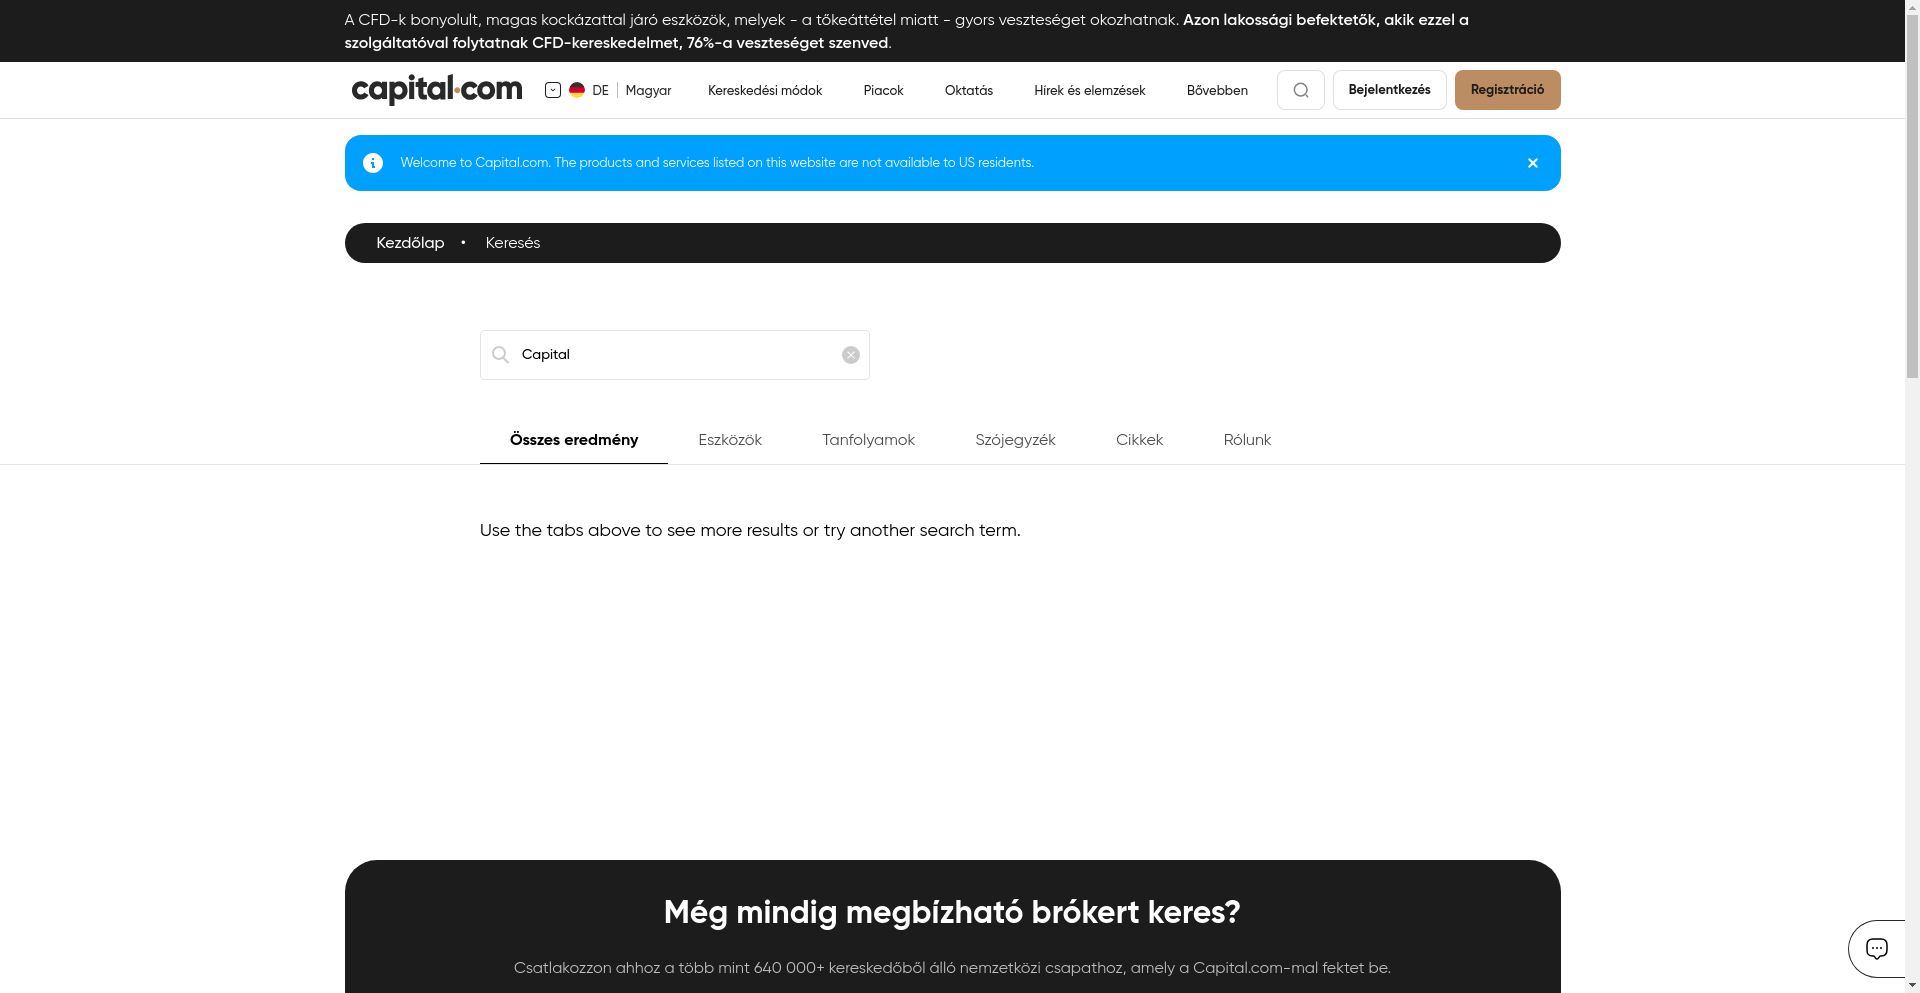 A CFD-k bonyolult, magas kockázattal járó eszközök, melyek - a tőkeáttétel miatt - gyors veszteséget okozhatnak. Azon lakossági befektetők, akik ezzel a
szolgáltatóval folytatnak CFD-kereskedelmet, 76%-a veszteséget szenved.
capital.com DE Magyar Kereskedési módok Piacok Oktatás Hírek és elemzések Bővebben Bejelentkezés Regisztráció
Welcome to Capital.com. The products and services listed on this website are not available to US residents.
Kezdőlap • Keresés
Capital
Összes eredmény Eszközök Tanfolyamok Szójegyzék Cikkek Rólunk
Use the tabs above to see more results or try another search term.
Még mindig megbízható brókert keres?
Csatlakozzon ahhoz a több mint 640 000+ kereskedőből álló nemzetközi csapathoz, amely a Capital.com-mal fektet be.